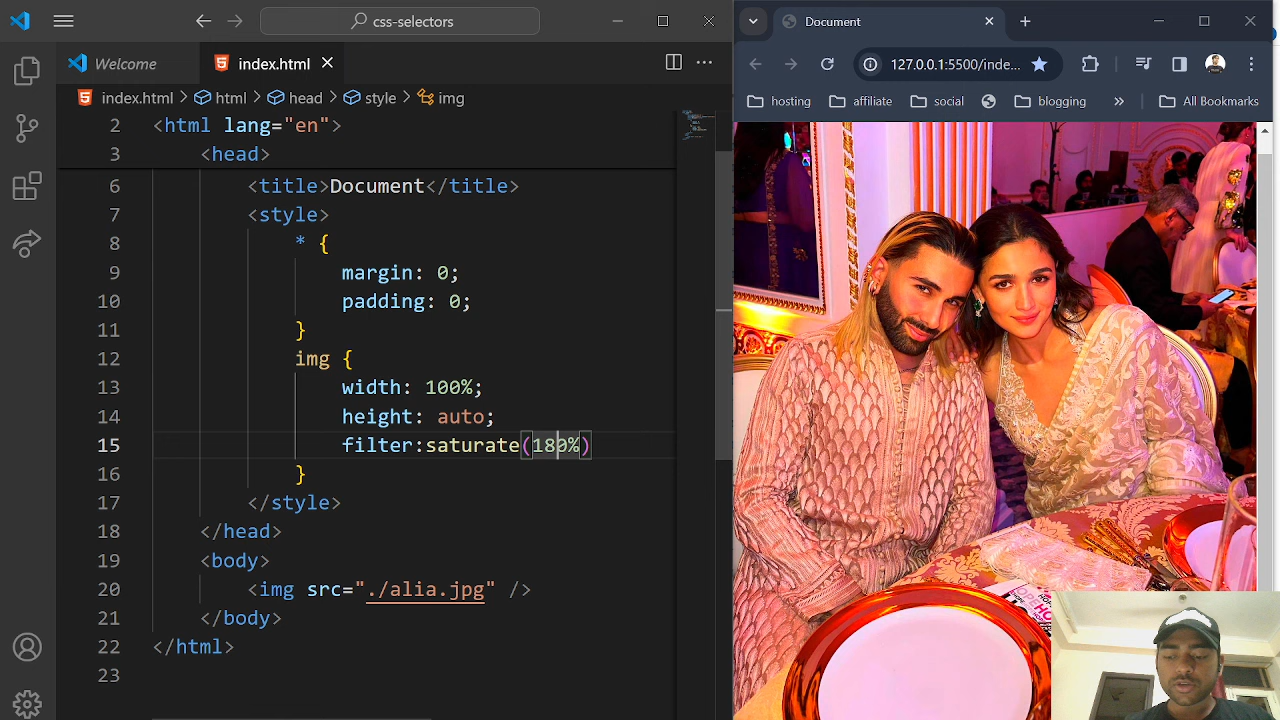 css-selectors
Welcome
index.html
index.html > html > head > style > img
2 <html lang="en">
3 <head>
6 <title>Document</title>
7 <style>
8 * {
9 margin: 0;
10 padding: 0;
11 }
12 img {
13 width: 100%;
14 height: auto;
15 filter:saturate(180%)
16 }
17 </style>
18 </head>
19 <body>
20 <img src="./alia.jpg" />
21 </body>
22 </html>
23
Document
127.0.0.1:5500/inde...
hosting
affiliate
social
blogging
» All Bookmarks